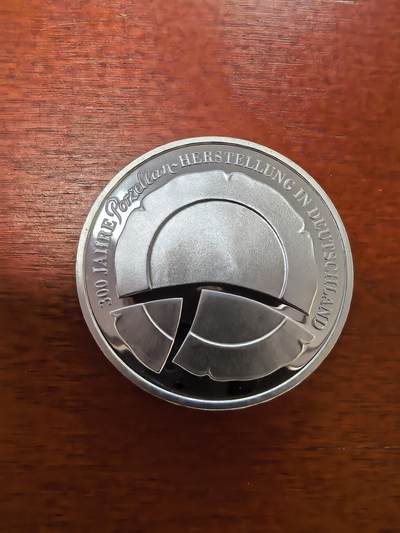 300 JAHRE Porzellan-HERSTELLUNG IN DEUTSCHLAND